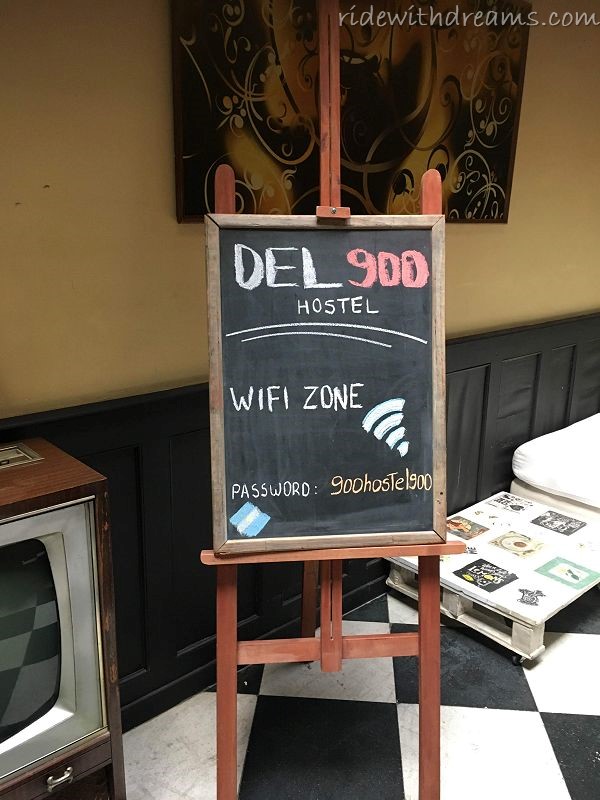 ridewithdreams.com
DEL 900
HOSTEL
WIFI ZONE
PASSWORD: 900hostel900